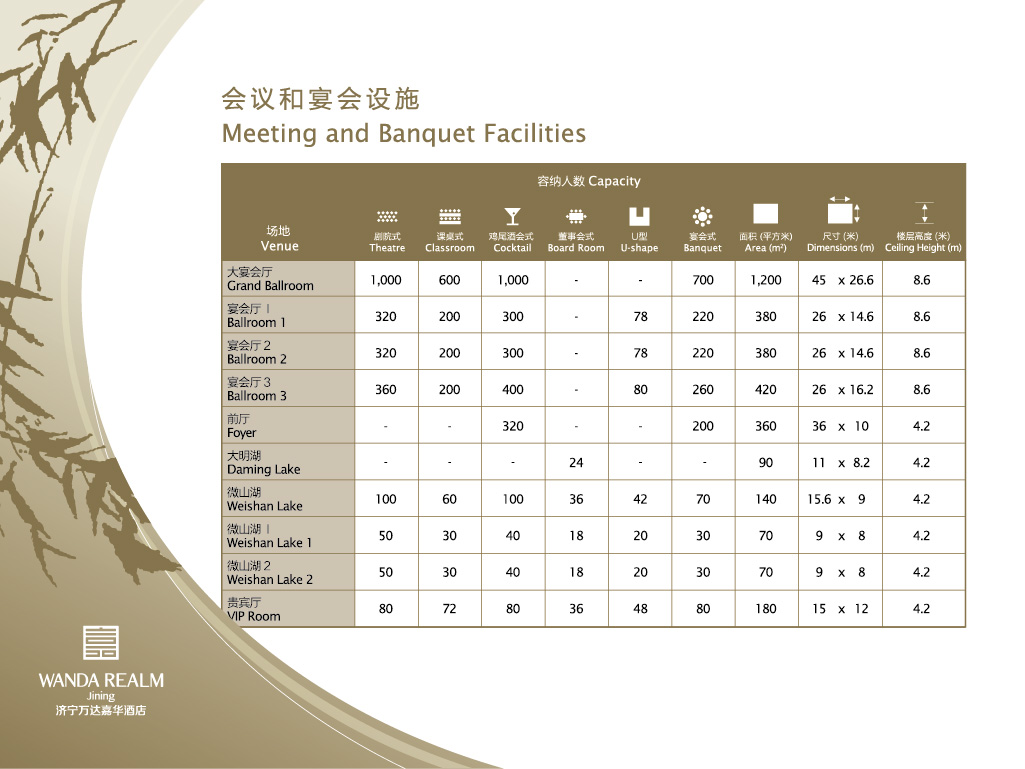 会议和宴会设施
Meeting and Banquet Facilities
容纳人数 Capacity
场地
Venue
剧院式
Theatre
课桌式
Classroom
鸡尾酒会式
Cocktail
董事会式
Board Room
U型
U-shape
宴会式
Banquet
面积 (平方米)
Area (m²)
尺寸 (米)
Dimensions (m)
楼层高度 (米)
Ceiling Height (m)
大宴会厅
Grand Ballroom 1,000 600 1,000 - - 700 1,200 45 x 26.6 8.6
宴会厅 1
Ballroom 1 320 200 300 - 78 220 380 26 x 14.6 8.6
宴会厅 2
Ballroom 2 320 200 300 - 78 220 380 26 x 14.6 8.6
宴会厅 3
Ballroom 3 360 200 400 - 80 260 420 26 x 16.2 8.6
前厅
Foyer - - 320 - - 200 360 36 x 10 4.2
大明湖
Daming Lake - - - 24 - - 90 11 x 8.2 4.2
微山湖
Weishan Lake 100 60 100 36 42 70 140 15.6 x 9 4.2
微山湖 1
Weishan Lake 1 50 30 40 18 20 30 70 9 x 8 4.2
微山湖 2
Weishan Lake 2 50 30 40 18 20 30 70 9 x 8 4.2
贵宾厅
VIP Room 80 72 80 36 48 80 180 15 x 12 4.2
WANDA REALM
Jining
济宁万达嘉华酒店